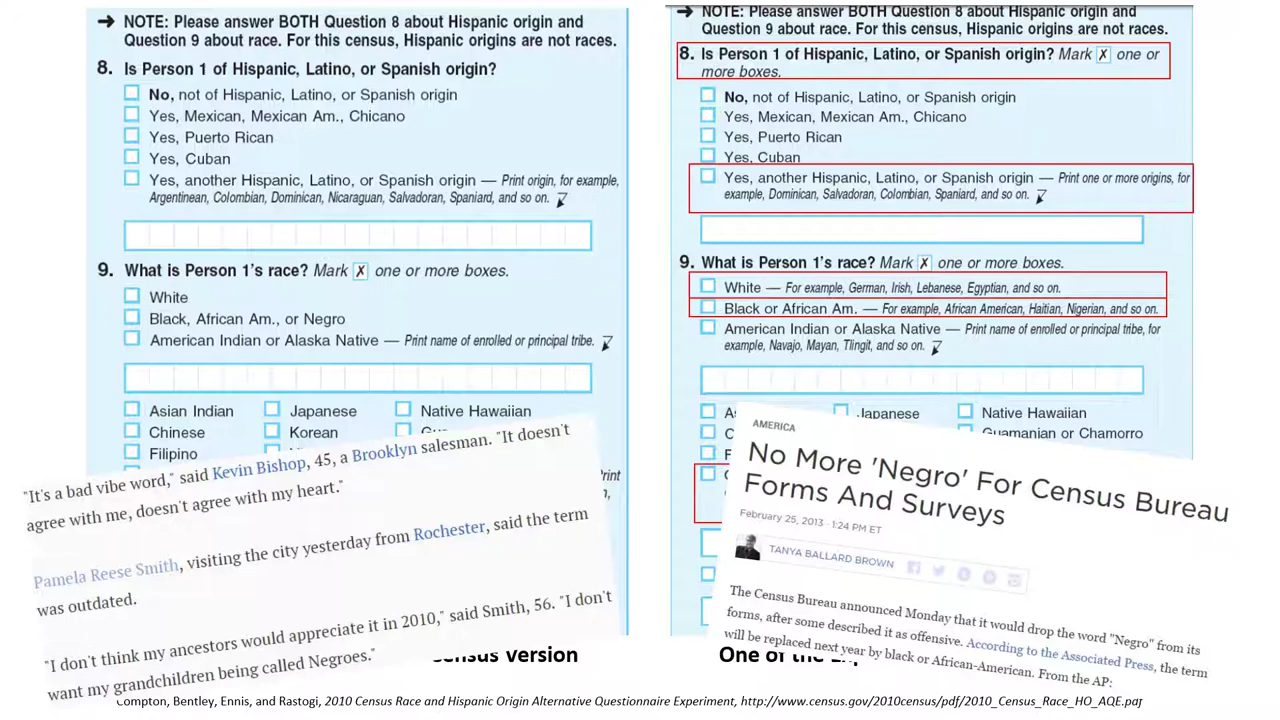 ➔ NOTE: Please answer BOTH Question 8 about Hispanic origin and
Question 9 about race. For this census, Hispanic origins are not races.
8. Is Person 1 of Hispanic, Latino, or Spanish origin?
No, not of Hispanic, Latino, or Spanish origin
Yes, Mexican, Mexican Am., Chicano
Yes, Puerto Rican
Yes, Cuban
Yes, another Hispanic, Latino, or Spanish origin — Print origin, for example,
Argentinean, Colombian, Dominican, Nicaraguan, Salvadoran, Spaniard, and so on.
9. What is Person 1's race? Mark X one or more boxes.
White
Black, African Am., or Negro
American Indian or Alaska Native — Print name of enrolled or principal tribe.
Asian Indian Japanese Native Hawaiian
Chinese Korean
Filipino
"It's a bad vibe word," said Kevin Bishop, 45, a Brooklyn salesman. "It doesn't
agree with me, doesn't agree with my heart."
Pamela Reese Smith, visiting the city yesterday from Rochester, said the term
was outdated.
"I don't think my ancestors would appreciate it in 2010," said Smith, 56. "I don't
want my grandchildren being called Negroes."
Census Version
➔ NOTE: Please answer BOTH Question 8 about Hispanic origin and
Question 9 about race. For this census, Hispanic origins are not races.
8. Is Person 1 of Hispanic, Latino, or Spanish origin? Mark X one or
more boxes.
No, not of Hispanic, Latino, or Spanish origin
Yes, Mexican, Mexican Am., Chicano
Yes, Puerto Rican
Yes, Cuban
Yes, another Hispanic, Latino, or Spanish origin — Print one or more origins, for
example, Dominican, Salvadoran, Colombian, Spaniard, and so on.
9. What is Person 1's race? Mark X one or more boxes.
White — For example, German, Irish, Lebanese, Egyptian, and so on.
Black or African Am. — For example, African American, Haitian, Nigerian, and so on.
American Indian or Alaska Native — Print name of enrolled or principal tribe, for
example, Navajo, Mayan, Tlingit, and so on.
Japanese Native Hawaiian
Guamanian or Chamorro
AMERICA
No More 'Negro' For Census Bureau
Forms And Surveys
February 25, 2013 · 1:24 PM ET
TANYA BALLARD BROWN
The Census Bureau announced Monday that it would drop the word "Negro" from its
forms, after some described it as offensive. According to the Associated Press, the term
will be replaced next year by black or African-American. From the AP:
One of the
Compton, Bentley, Ennis, and Rastogi, 2010 Census Race and Hispanic Origin Alternative Questionnaire Experiment, http://www.census.gov/2010census/pdf/2010_Census_Race_HO_AQE.pdf